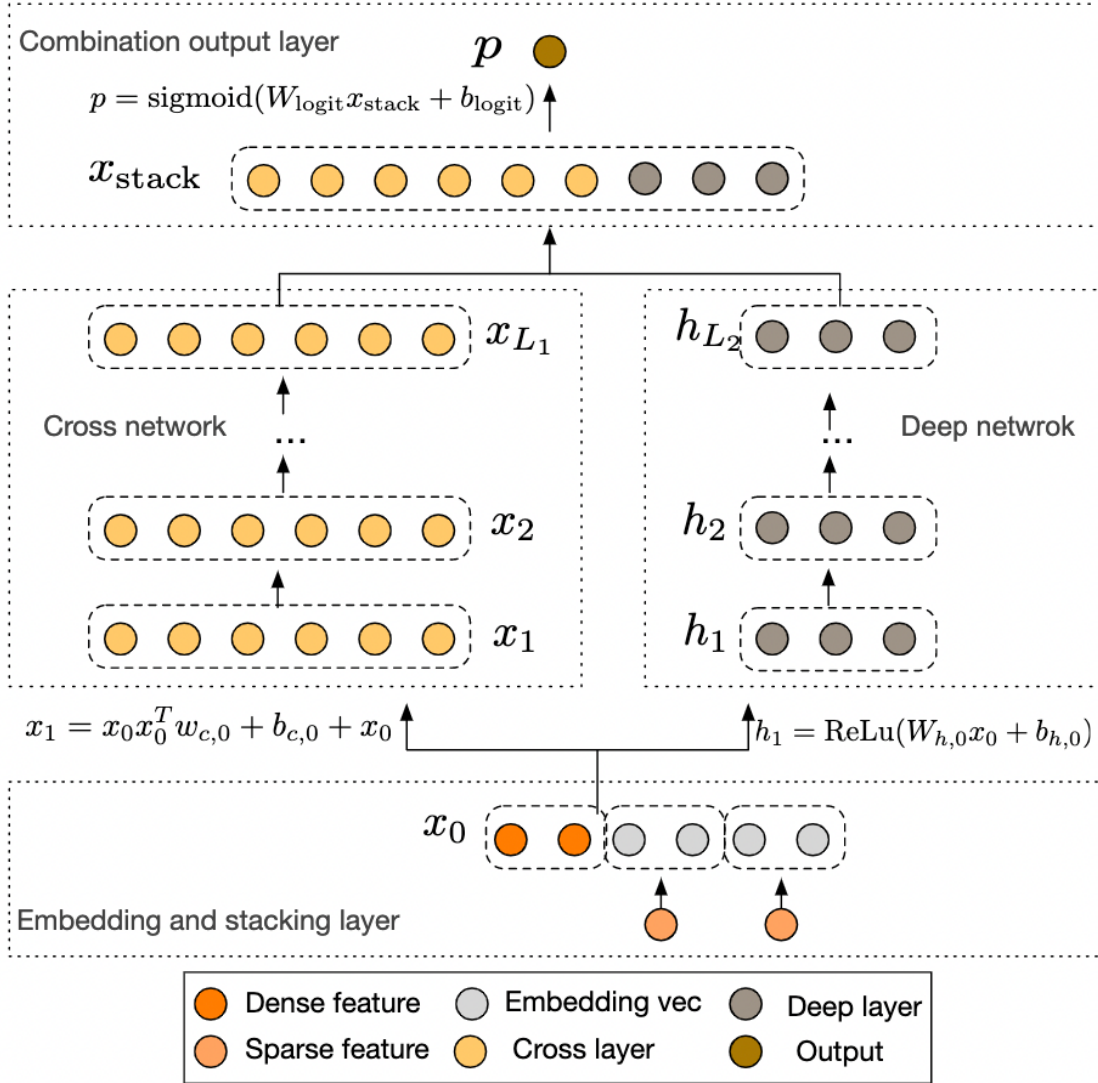 Combination output layer
p
p = sigmoid(W_logit x_stack + b_logit)
x_stack
x_{L_1}
h_{L_2}
Cross network
...
...
Deep netwrok
x_2
h_2
x_1
h_1
x_1 = x_0 x_0^T w_{c,0} + b_{c,0} + x_0
h_1 = ReLu(W_{h,0} x_0 + b_{h,0})
x_0
Embedding and stacking layer
Dense feature
Embedding vec
Deep layer
Sparse feature
Cross layer
Output